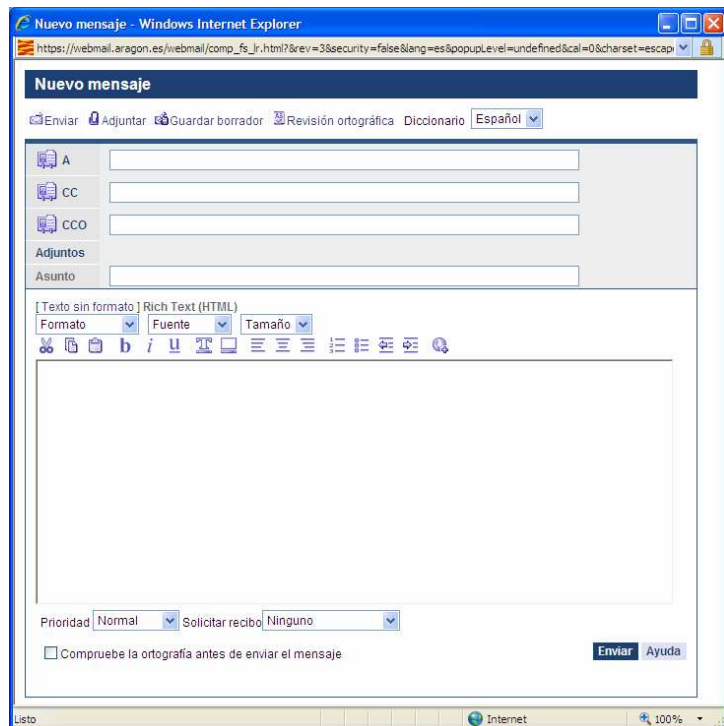 Nuevo mensaje - Windows Internet Explorer
https://webmail.aragon.es/webmail/comp_fs_lr.html?&rev=3&security=false&lang=es&popupLevel=undefined&cal=0&charset=escap
Nuevo mensaje
Enviar Adjuntar Guardar borrador Revisión ortográfica Diccionario Español
A
CC
CCO
Adjuntos
Asunto
[ Texto sin formato ] Rich Text (HTML)
Formato Fuente Tamaño
b i u T
Prioridad Normal Solicitar recibo Ninguno
Compruebe la ortografía antes de enviar el mensaje Enviar Ayuda
Listo Internet 100%